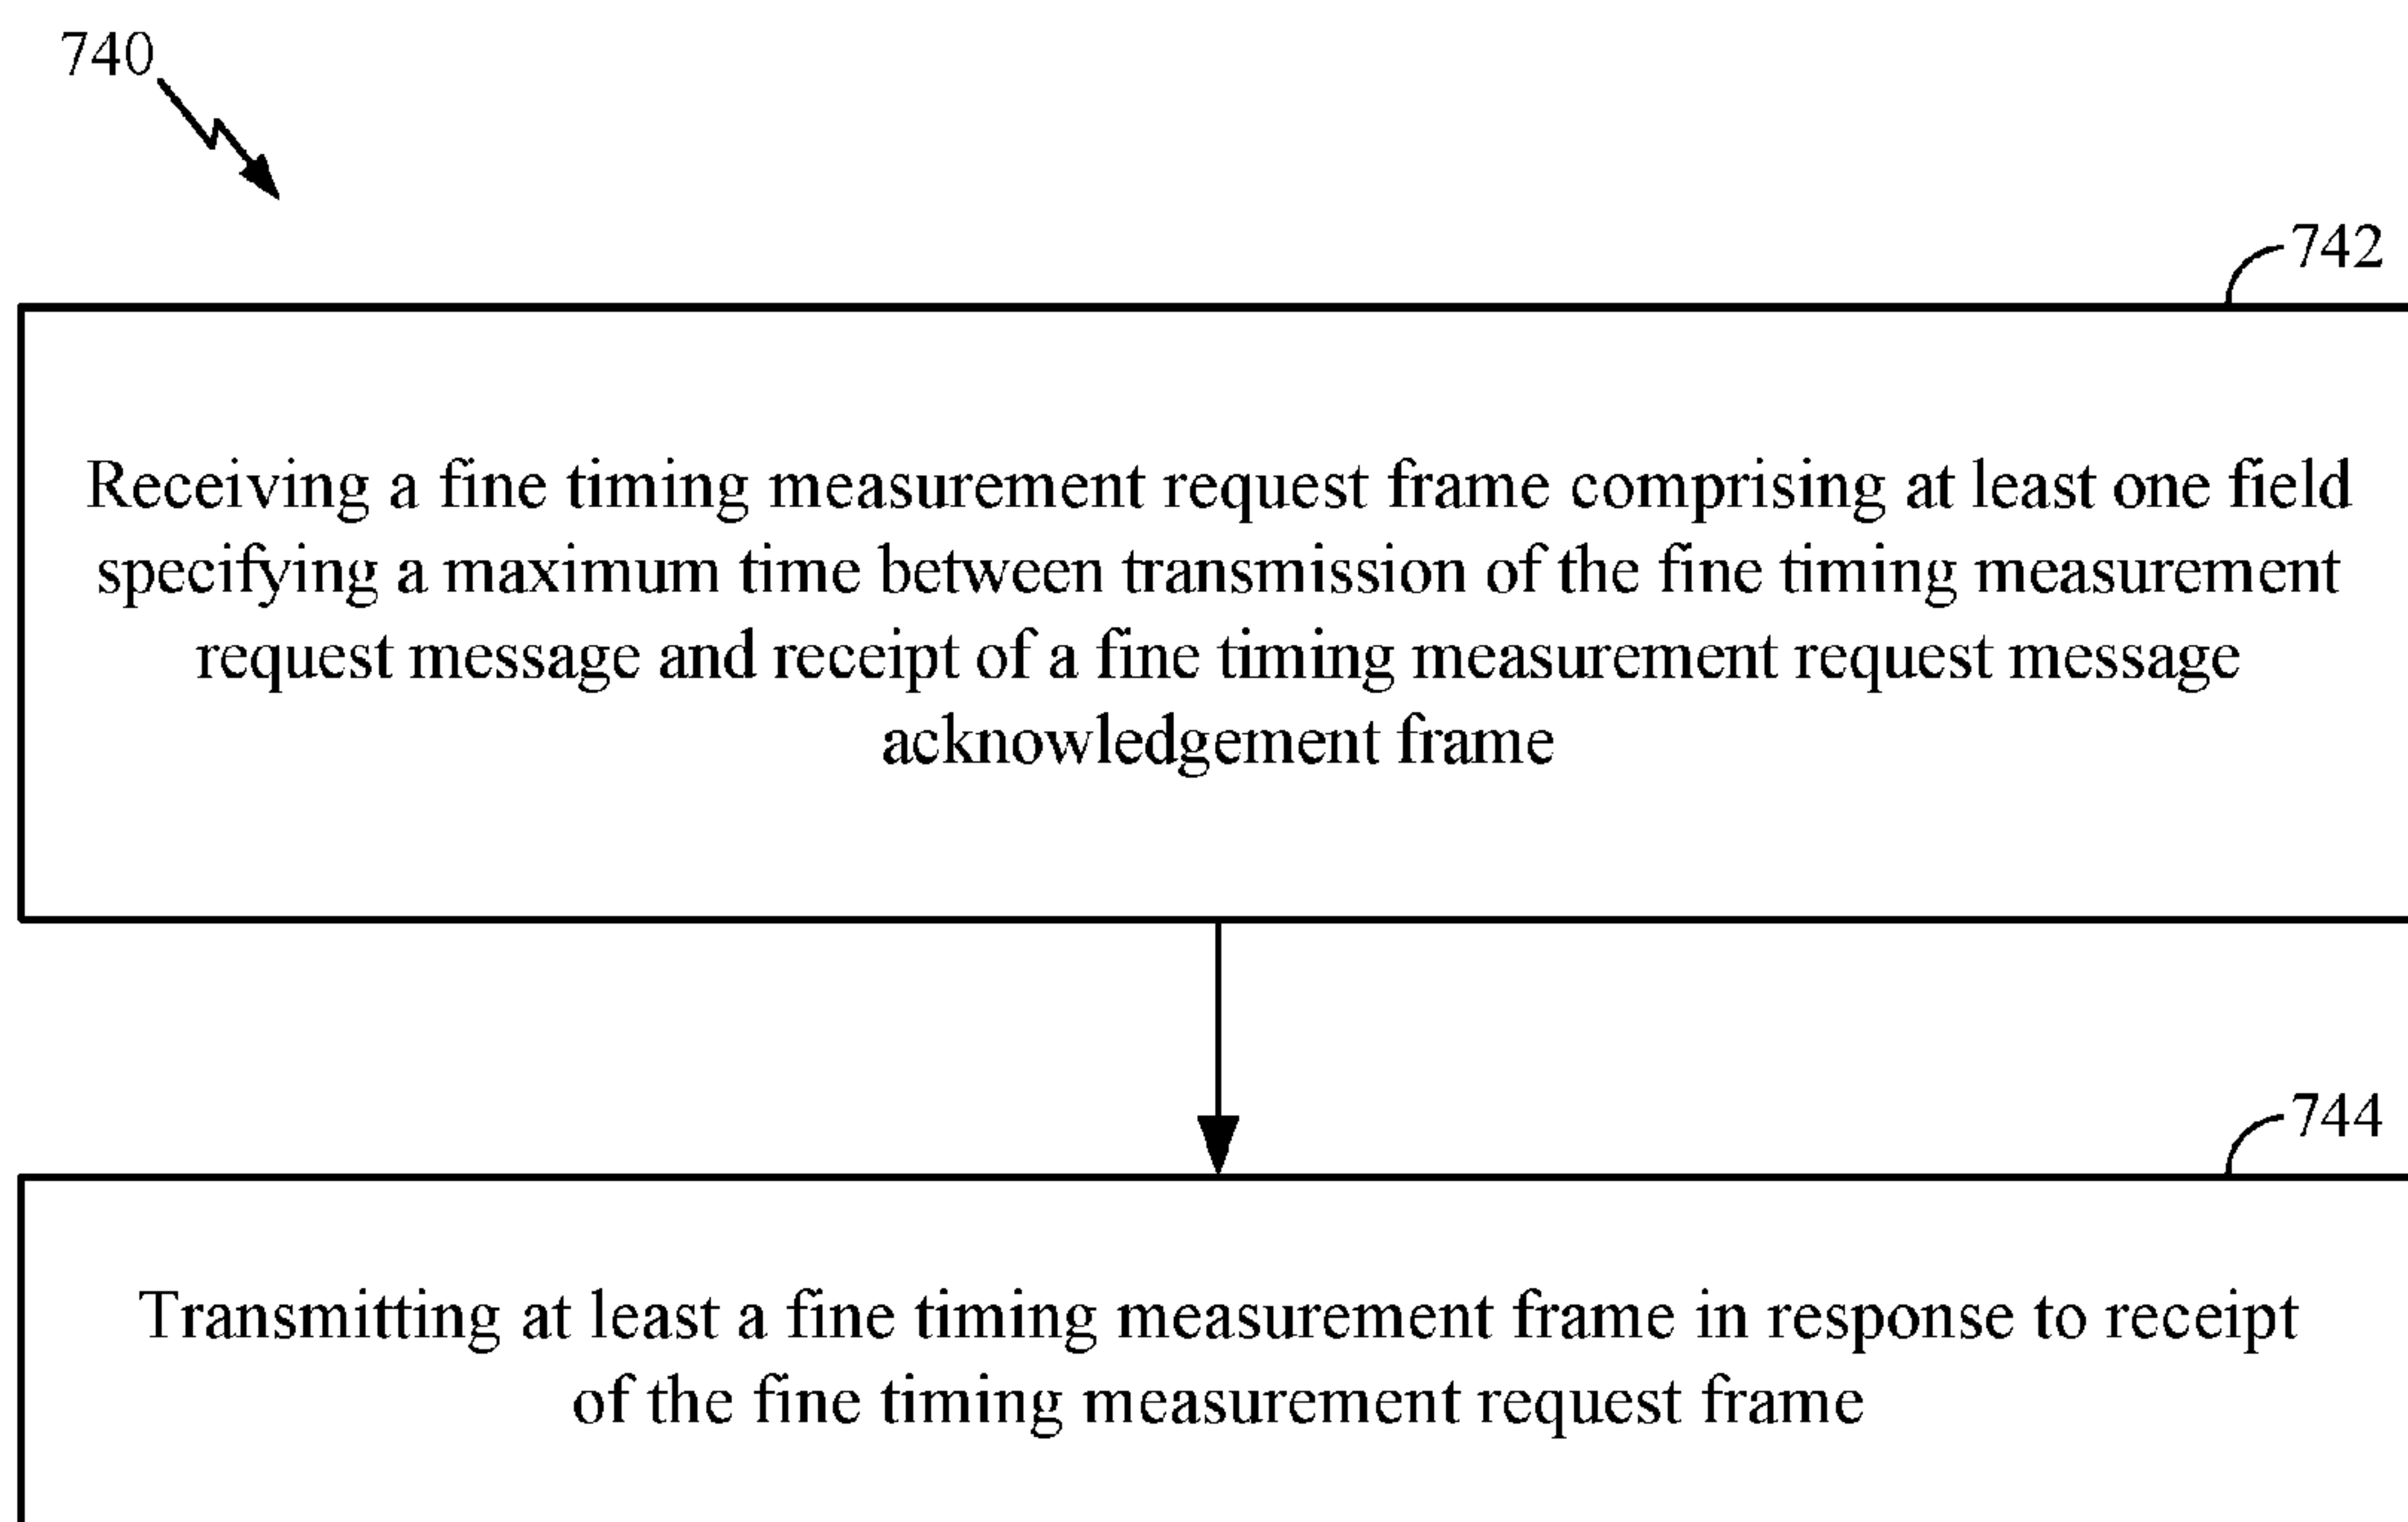 740
742
Receiving a fine timing measurement request frame comprising at least one field
specifying a maximum time between transmission of the fine timing measurement
request message and receipt of a fine timing measurement request message
acknowledgement frame
744
Transmitting at least a fine timing measurement frame in response to receipt
of the fine timing measurement request frame